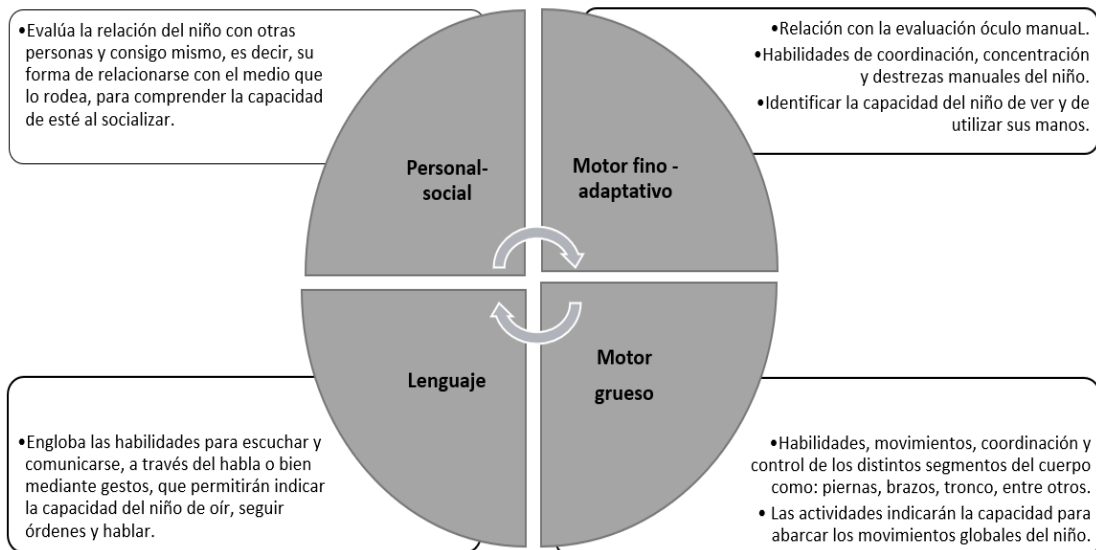 •Evalúa la relación del niño con otras
personas y consigo mismo, es decir, su
forma de relacionarse con el medio que
lo rodea, para comprender la capacidad
de esté al socializar.
•Relación con la evaluación óculo manuaL.
•Habilidades de coordinación, concentración
y destrezas manuales del niño.
•Identificar la capacidad del niño de ver y de
utilizar sus manos.
Personal-
social
Motor fino -
adaptativo
Lenguaje
Motor
grueso
•Engloba las habilidades para escuchar y
comunicarse, a través del habla o bien
mediante gestos, que permitirán indicar
la capacidad del niño de oír, seguir
órdenes y hablar.
•Habilidades, movimientos, coordinación y
control de los distintos segmentos del cuerpo
como: piernas, brazos, tronco, entre otros.
• Las actividades indicarán la capacidad para
abarcar los movimientos globales del niño.